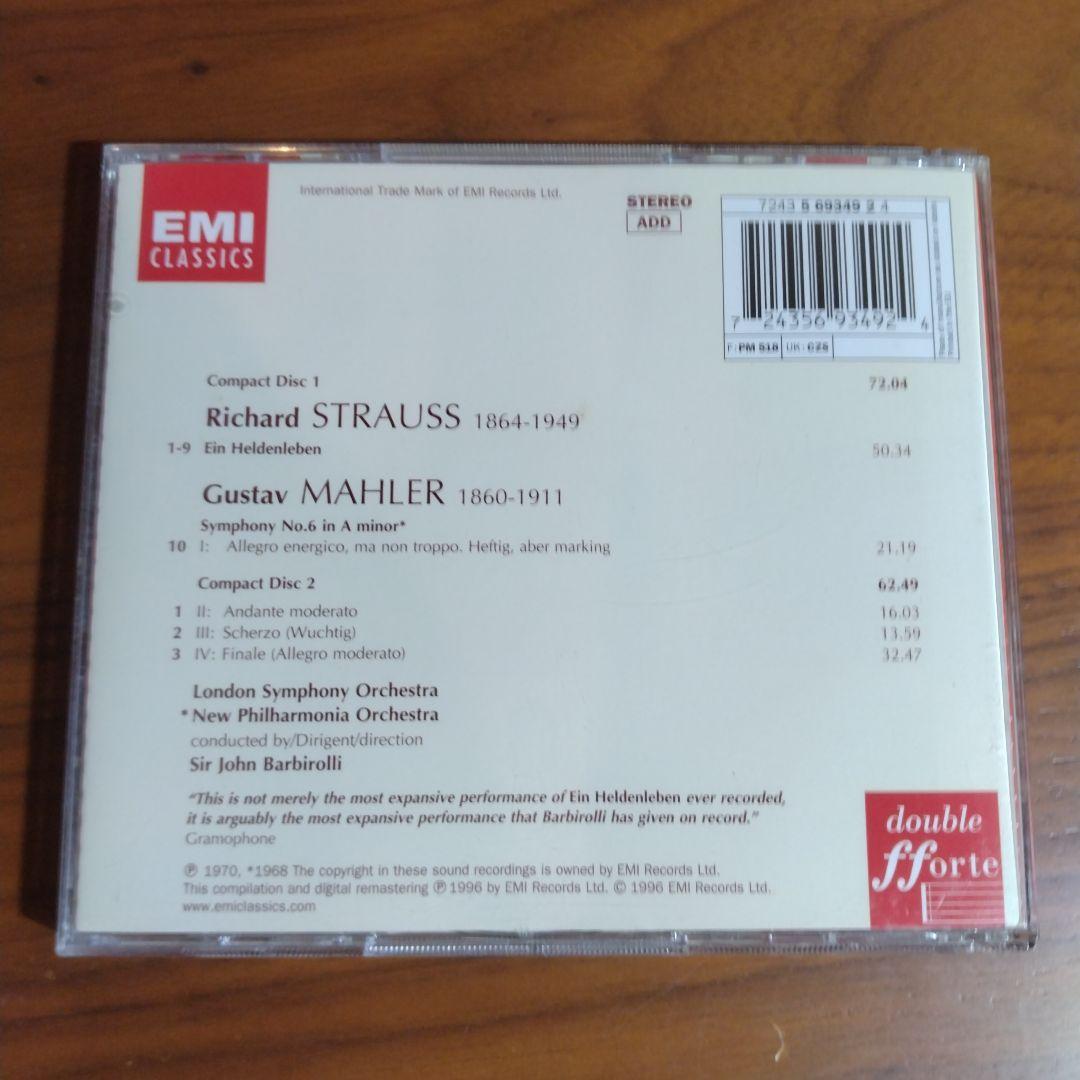 EMI
CLASSICS
International Trade Mark of EMI Records Ltd.
STEREO
ADD
7243 5 69349 2 4
7 24356 93492 4
F: PM 518 UK: CZS
Compact Disc 1 72.04
Richard STRAUSS 1864-1949
1-9 Ein Heldenleben 50.34
Gustav MAHLER 1860-1911
Symphony No.6 in A minor*
10 I: Allegro energico, ma non troppo. Heftig, aber marking 21.19
Compact Disc 2 62.49
1 II: Andante moderato 16.03
2 III: Scherzo (Wuchtig) 13.59
3 IV: Finale (Allegro moderato) 32.47
London Symphony Orchestra
*New Philharmonia Orchestra
conducted by/Dirigent/direction
Sir John Barbirolli
"This is not merely the most expansive performance of Ein Heldenleben ever recorded,
it is arguably the most expansive performance that Barbirolli has given on record."
Gramophone
℗ 1970, *1968 The copyright in these sound recordings is owned by EMI Records Ltd.
This compilation and digital remastering ℗ 1996 by EMI Records Ltd. © 1996 EMI Records Ltd.
www.emiclassics.com
double
fforte